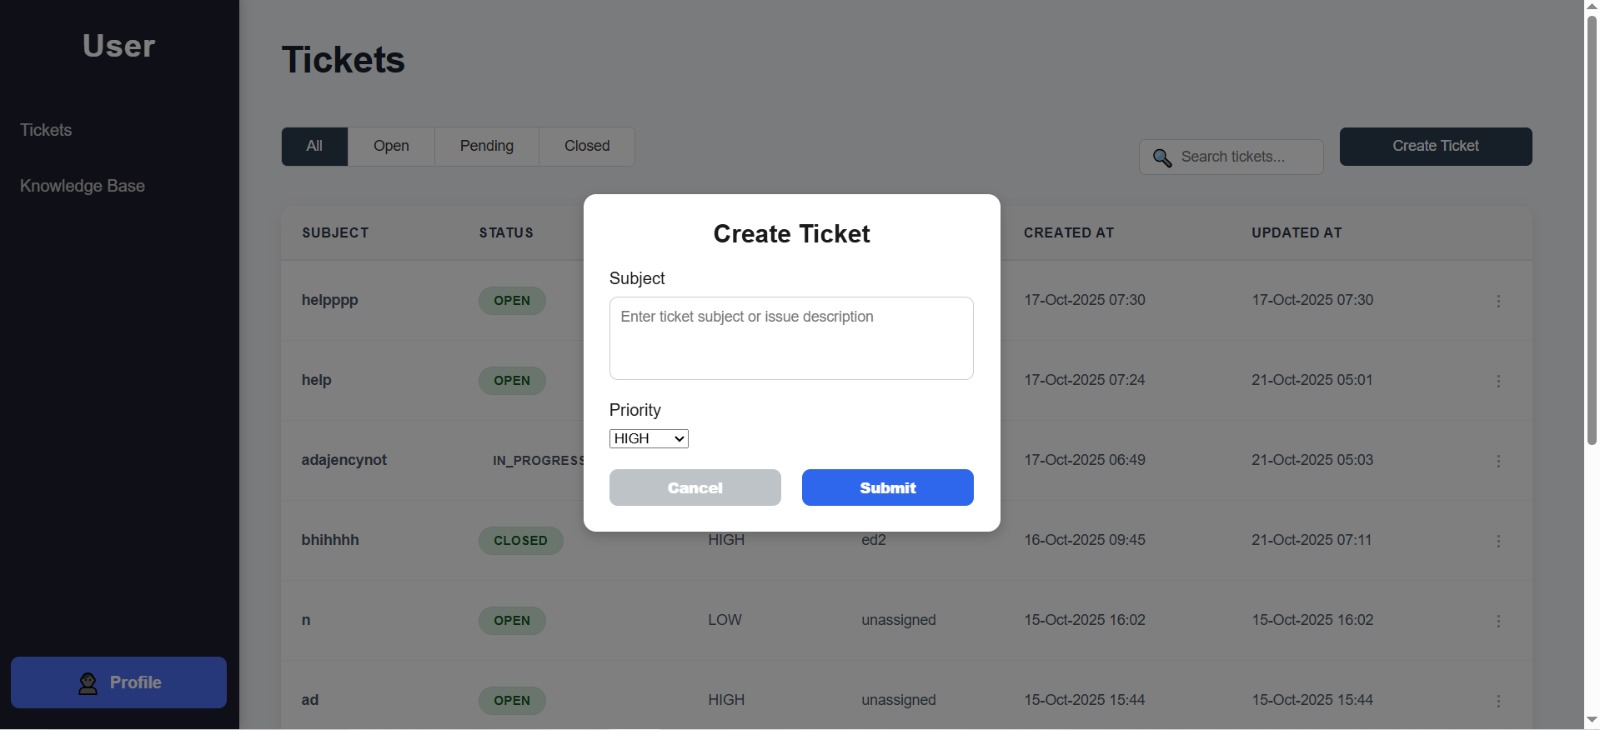 User
Tickets
Knowledge Base
Profile
Tickets
All Open Pending Closed
Search tickets...
Create Ticket
SUBJECT STATUS CREATED AT UPDATED AT
helpppp OPEN 17-Oct-2025 07:30 17-Oct-2025 07:30
help OPEN 17-Oct-2025 07:24 21-Oct-2025 05:01
adajencynot IN_PROGRESS 17-Oct-2025 06:49 21-Oct-2025 05:03
bhihhhh CLOSED HIGH ed2 16-Oct-2025 09:45 21-Oct-2025 07:11
n OPEN LOW unassigned 15-Oct-2025 16:02 15-Oct-2025 16:02
ad OPEN HIGH unassigned 15-Oct-2025 15:44 15-Oct-2025 15:44
Create Ticket
Subject
Enter ticket subject or issue description
Priority
HIGH
Cancel Submit